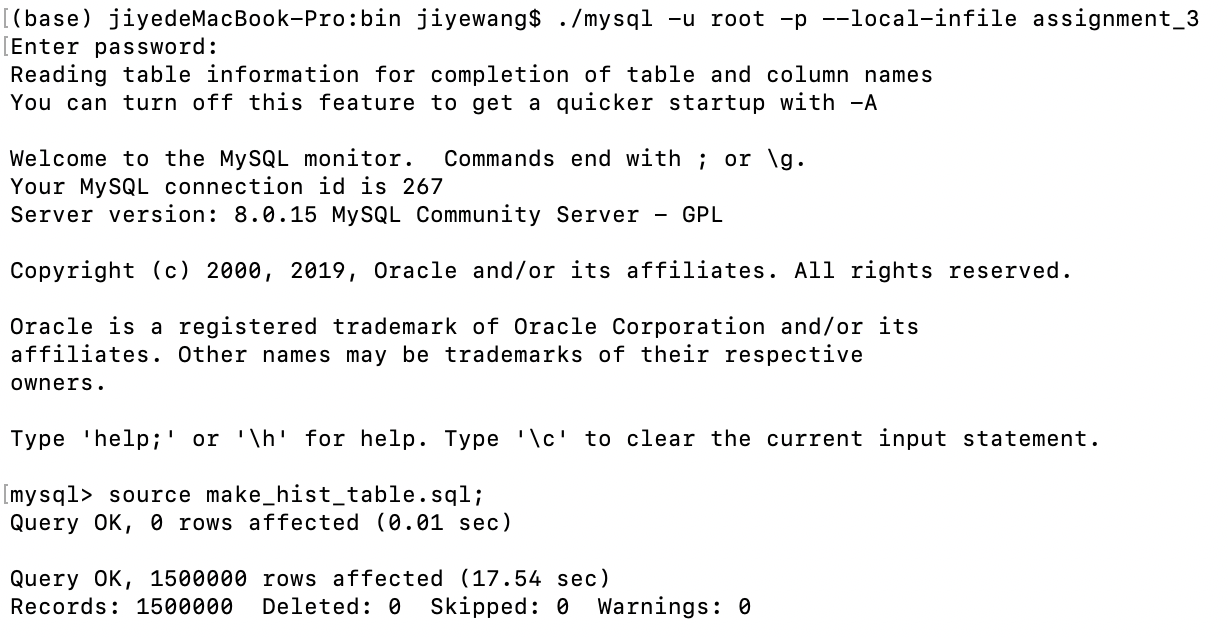 [(base) jiyedeMacBook-Pro:bin jiyewang$ ./mysql -u root -p --local-infile assignment_3
[Enter password:
Reading table information for completion of table and column names
You can turn off this feature to get a quicker startup with -A
Welcome to the MySQL monitor.  Commands end with ; or \g.
Your MySQL connection id is 267
Server version: 8.0.15 MySQL Community Server - GPL
Copyright (c) 2000, 2019, Oracle and/or its affiliates. All rights reserved.
Oracle is a registered trademark of Oracle Corporation and/or its
affiliates. Other names may be trademarks of their respective
owners.
Type 'help;' or '\h' for help. Type '\c' to clear the current input statement.
[mysql> source make_hist_table.sql;
Query OK, 0 rows affected (0.01 sec)
Query OK, 1500000 rows affected (17.54 sec)
Records: 1500000  Deleted: 0  Skipped: 0  Warnings: 0